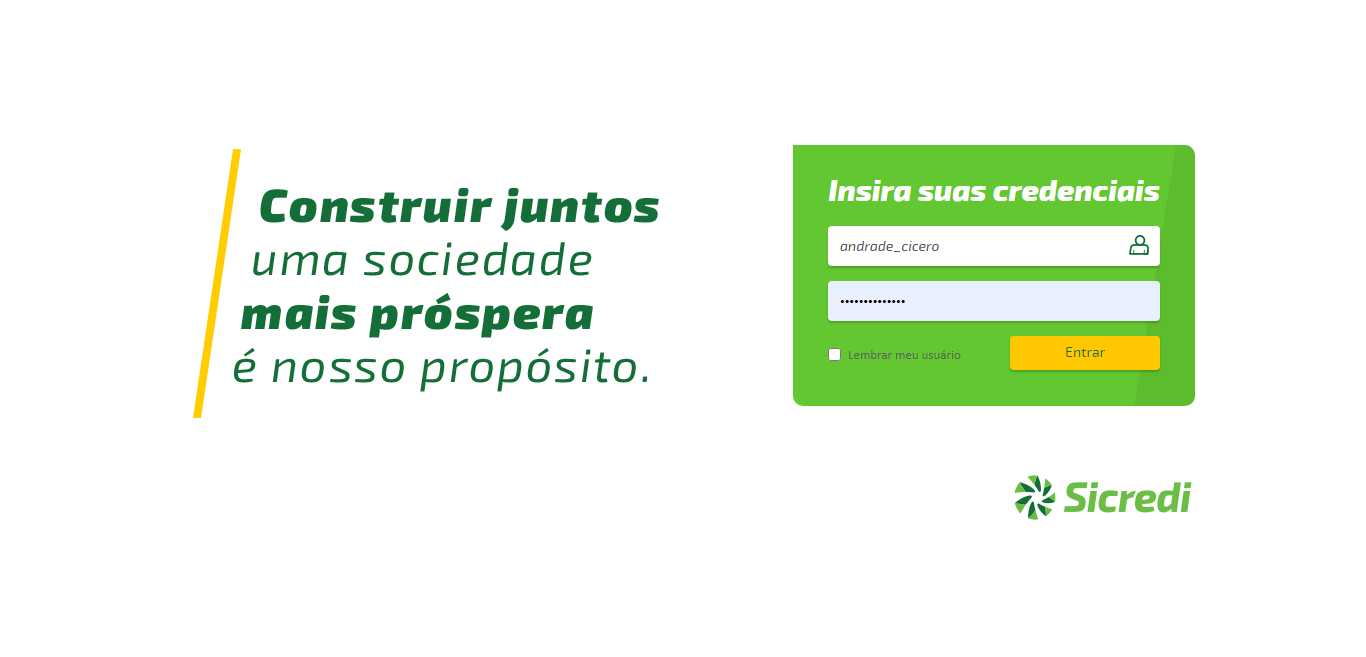 Construir juntos
uma sociedade
mais próspera
é nosso propósito.
Insira suas credenciais
andrade_cicero
••••••••••••••
Lembrar meu usuário
Entrar
Sicredi